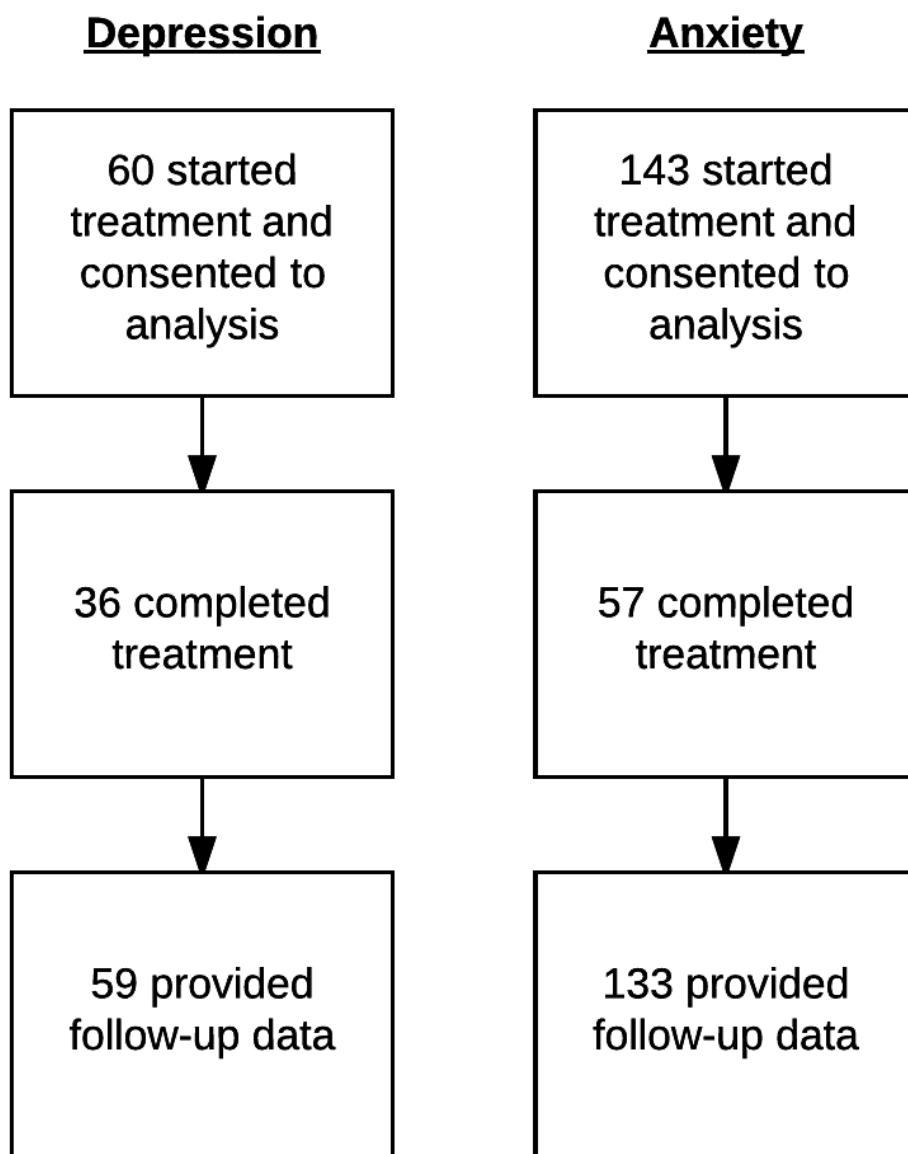 Depression
60 started
treatment and
consented to
analysis
36 completed
treatment
59 provided
follow-up data
Anxiety
143 started
treatment and
consented to
analysis
57 completed
treatment
133 provided
follow-up data